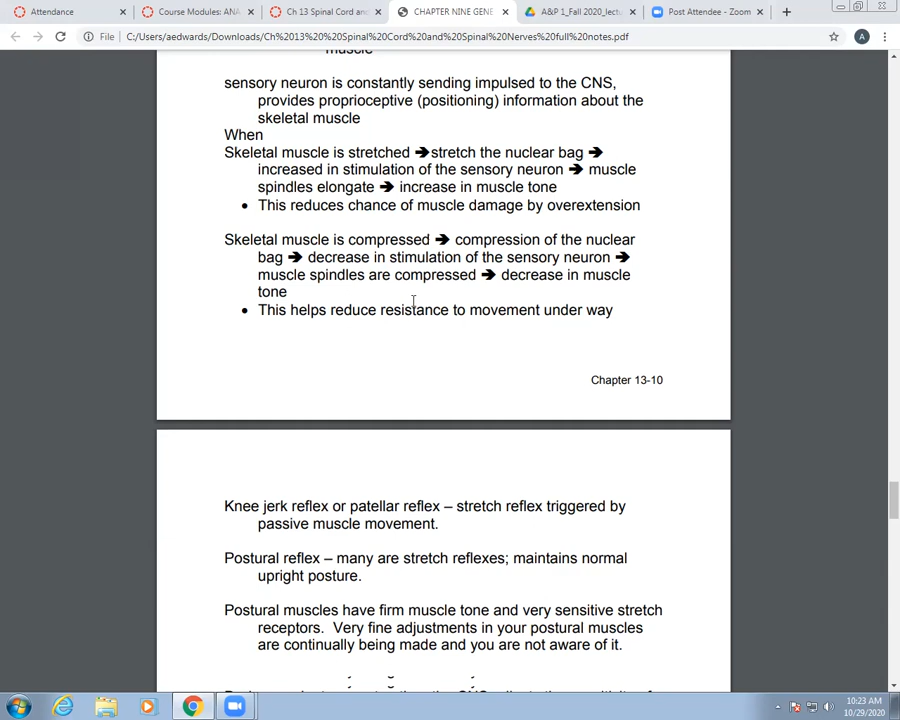 Attendance
Course Modules: ANA
Ch 13 Spinal Cord an
CHAPTER NINE GENE
A&P 1_Fall 2020_lectu
Post Attendee - Zoom
File
C:/Users/aedwards/Downloads/Ch%2013%20%20Spinal%20Cord%20and%20Spinal%20Nerves%20full%20notes.pdf
A
muscle
sensory neuron is constantly sending impulsed to the CNS,
provides proprioceptive (positioning) information about the
skeletal muscle
When
Skeletal muscle is stretched ➔stretch the nuclear bag ➔
increased in stimulation of the sensory neuron ➔ muscle
spindles elongate ➔ increase in muscle tone
• This reduces chance of muscle damage by overextension
Skeletal muscle is compressed ➔ compression of the nuclear
bag ➔ decrease in stimulation of the sensory neuron ➔
muscle spindles are compressed ➔ decrease in muscle
tone
• This helps reduce resistance to movement under way
Chapter 13-10
Knee jerk reflex or patellar reflex – stretch reflex triggered by
passive muscle movement.
Postural reflex – many are stretch reflexes; maintains normal
upright posture.
Postural muscles have firm muscle tone and very sensitive stretch
receptors.  Very fine adjustments in your postural muscles
are continually being made and you are not aware of it.
10:23 AM
10/29/2020